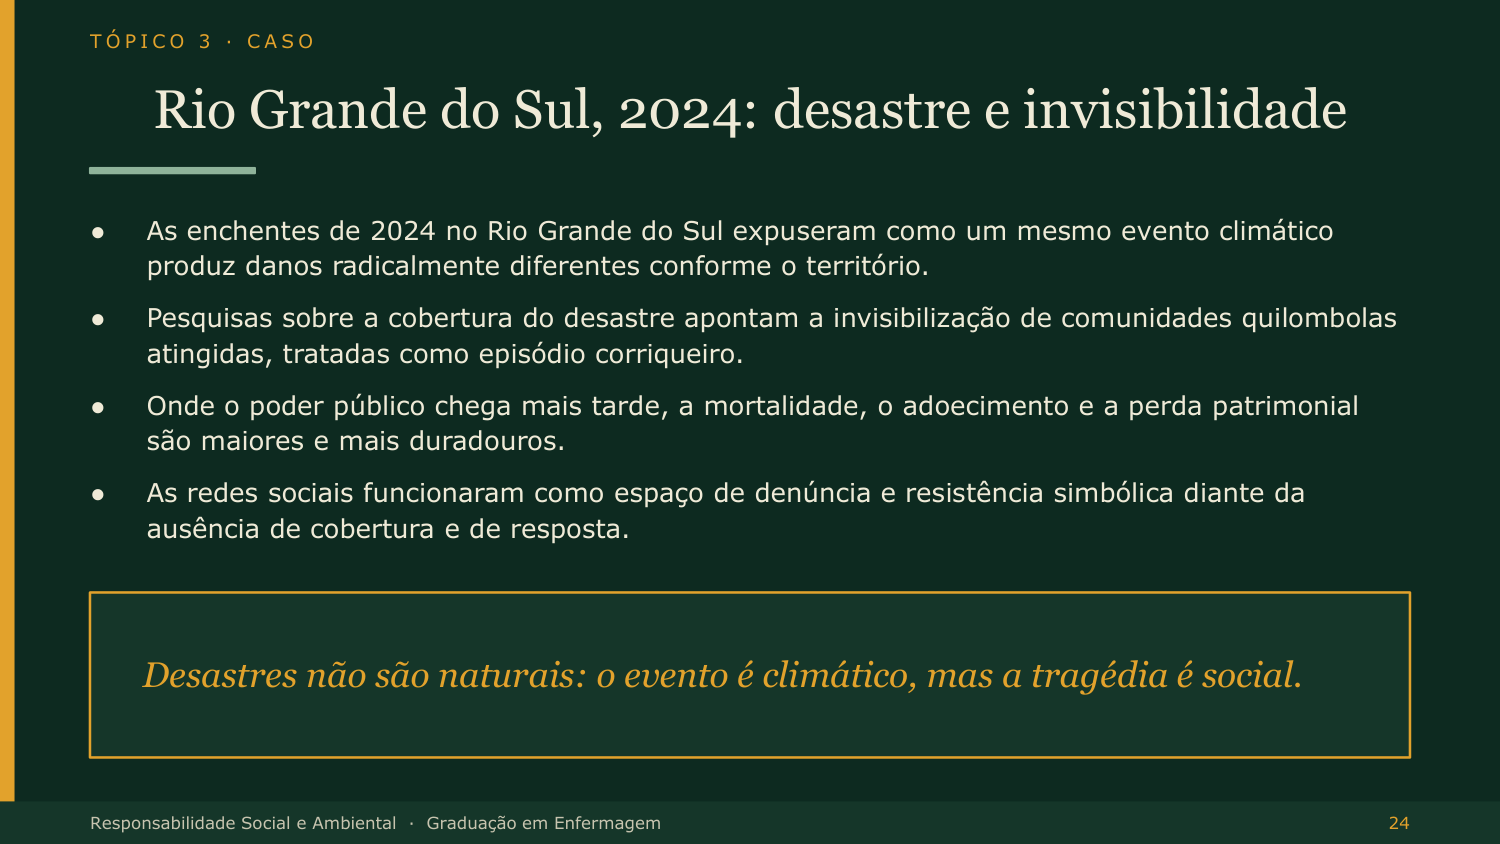 TÓPICO 3 · CASO
Rio Grande do Sul, 2024: desastre e invisibilidade
● As enchentes de 2024 no Rio Grande do Sul expuseram como um mesmo evento climático
produz danos radicalmente diferentes conforme o território.
● Pesquisas sobre a cobertura do desastre apontam a invisibilização de comunidades quilombolas
atingidas, tratadas como episódio corriqueiro.
● Onde o poder público chega mais tarde, a mortalidade, o adoecimento e a perda patrimonial
são maiores e mais duradouros.
● As redes sociais funcionaram como espaço de denúncia e resistência simbólica diante da
ausência de cobertura e de resposta.
Desastres não são naturais: o evento é climático, mas a tragédia é social.
Responsabilidade Social e Ambiental · Graduação em Enfermagem
24